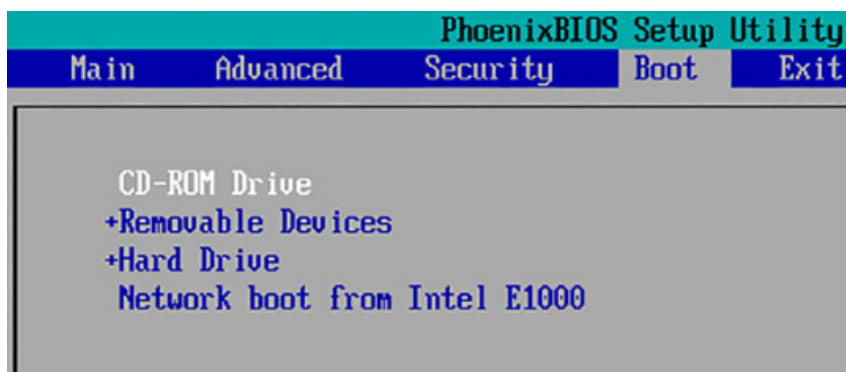 PhoenixBIOS Setup Utility
Main Advanced Security Boot Exit
CD-ROM Drive
+Removable Devices
+Hard Drive
Network boot from Intel E1000